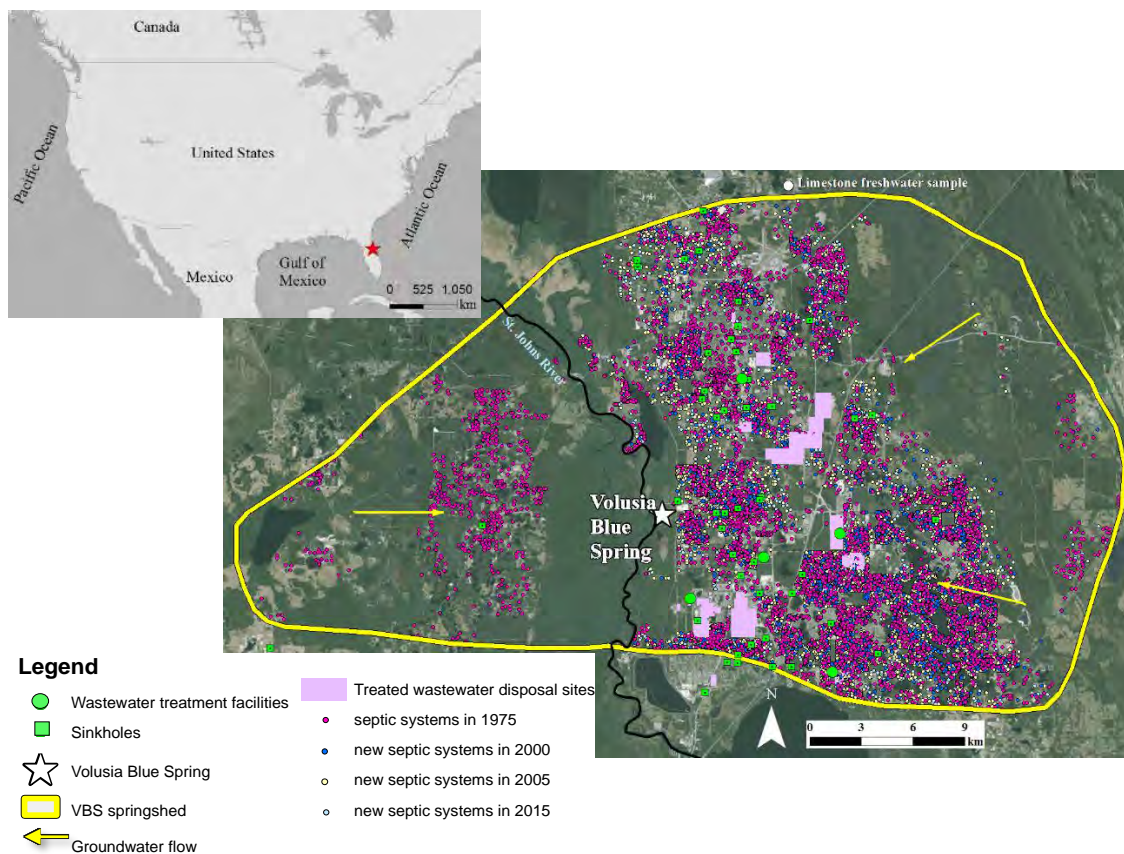 Canada
United States
Pacific Ocean
Atlantic Ocean
Mexico
Gulf of
Mexico
0 525 1,050
km
Limestone freshwater sample
St. Johns River
Volusia
Blue
Spring
N
0 3 6 9
km
Legend
Wastewater treatment facilities
Sinkholes
Volusia Blue Spring
VBS springshed
Groundwater flow
Treated wastewater disposal sites
septic systems in 1975
new septic systems in 2000
new septic systems in 2005
new septic systems in 2015